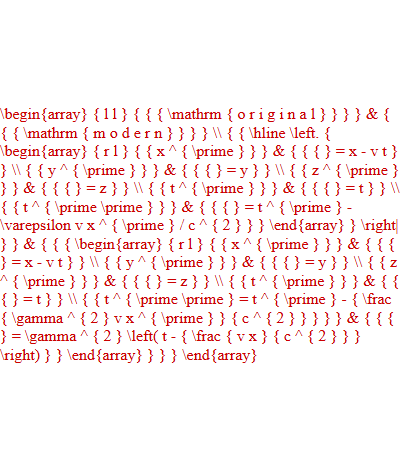 \begin{array} { l l } { { { \mathrm { o r i g i n a l } } } } & {
{ { \mathrm { m o d e r n } } } } \\ { { \hline \left. {
\begin{array} { r l } { { x ^ { \prime } } } & { { { } = x - v t }
} \\ { { y ^ { \prime } } } & { { { } = y } } \\ { { z ^ { \prime }
} } & { { { } = z } } \\ { { t ^ { \prime } } } & { { { } = t } } \\
{ { t ^ { \prime \prime } } } & { { { } = t ^ { \prime } -
\varepsilon v x ^ { \prime } / c ^ { 2 } } } \end{array} } \right|
} } & { { { \begin{array} { r l } { { x ^ { \prime } } } & { { {
} = x - v t } } \\ { { y ^ { \prime } } } & { { { } = y } } \\ { { z
^ { \prime } } } & { { { } = z } } \\ { { t ^ { \prime } } } & { {
{ } = t } } \\ { { t ^ { \prime \prime } = t ^ { \prime } - { \frac
{ \gamma ^ { 2 } v x ^ { \prime } } { c ^ { 2 } } } } } & { { {
} = \gamma ^ { 2 } \left( t - { \frac { v x } { c ^ { 2 } } }
\right) } } \end{array} } } } \end{array}